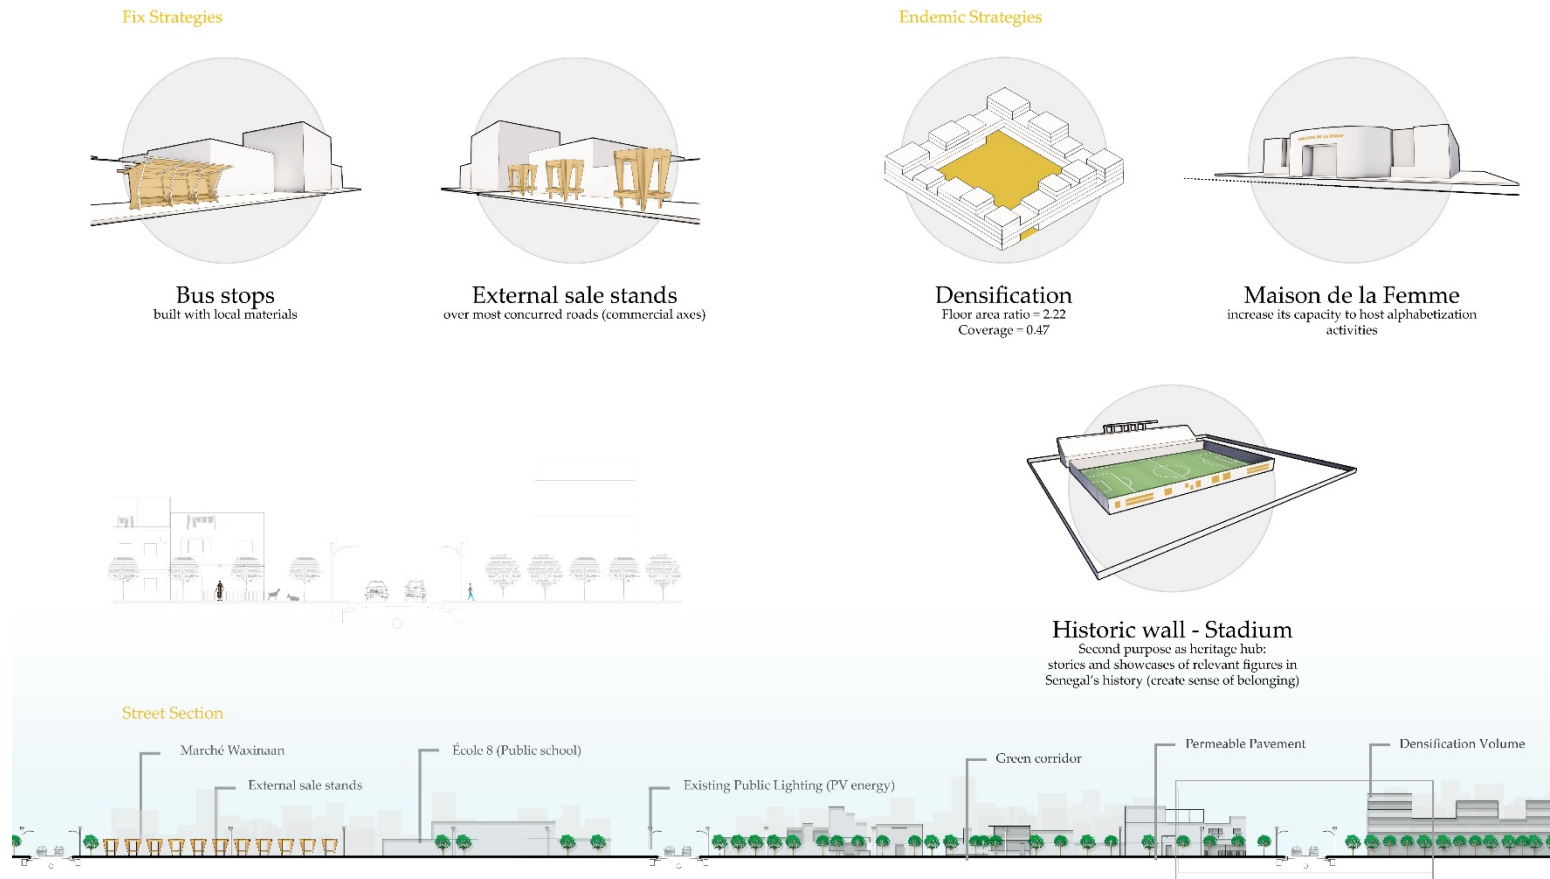 Fix Strategies
Endemic Strategies
Bus stops
built with local materials
External sale stands
over most concurred roads (commercial axes)
Densification
Floor area ratio = 2.22
Coverage = 0.47
Maison de la Femme
increase its capacity to host alphabetization
activities
Historic wall - Stadium
Second purpose as heritage hub:
stories and showcases of relevant figures in
Senegal's history (create sense of belonging)
Street Section
Marché Waxinaan
External sale stands
École 8 (Public school)
Existing Public Lighting (PV energy)
Green corridor
Permeable Pavement
Densification Volume